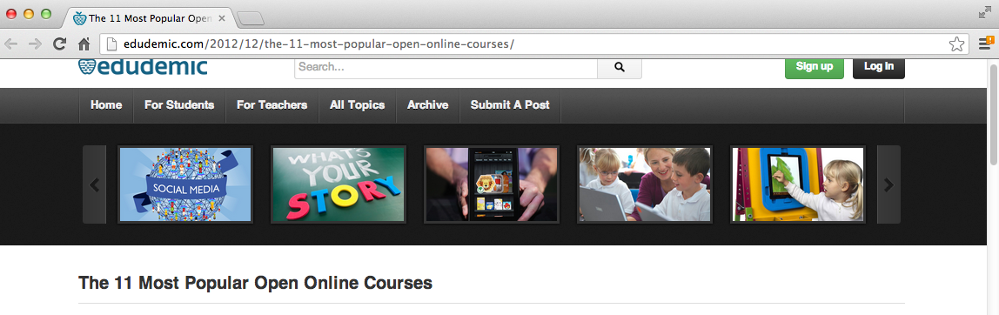 The 11 Most Popular Open
edudemic.com/2012/12/the-11-most-popular-open-online-courses/
edudemic
Search...
Sign up
Log In
Home
For Students
For Teachers
All Topics
Archive
Submit A Post
SOCIAL MEDIA
WHATS
YOUR
STORY
The 11 Most Popular Open Online Courses